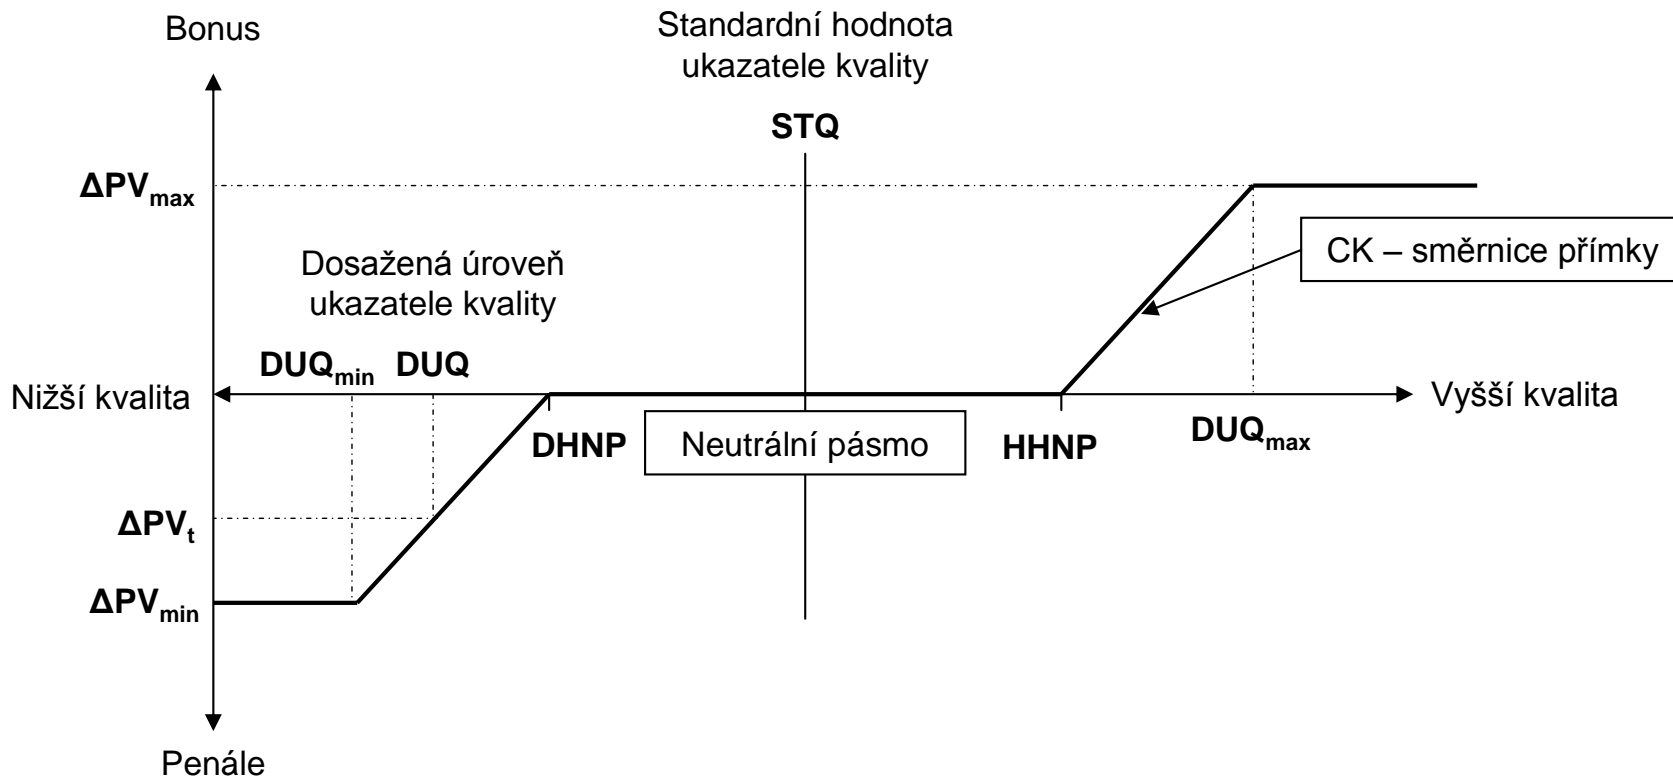 Bonus
Standardní hodnota
ukazatele kvality
STQ
ΔPVmax
CK – směrnice přímky
Dosažená úroveň
ukazatele kvality
DUQmin DUQ
Nižší kvalita
Vyšší kvalita
DHNP
Neutrální pásmo
HHNP
DUQmax
ΔPVt
ΔPVmin
Penále